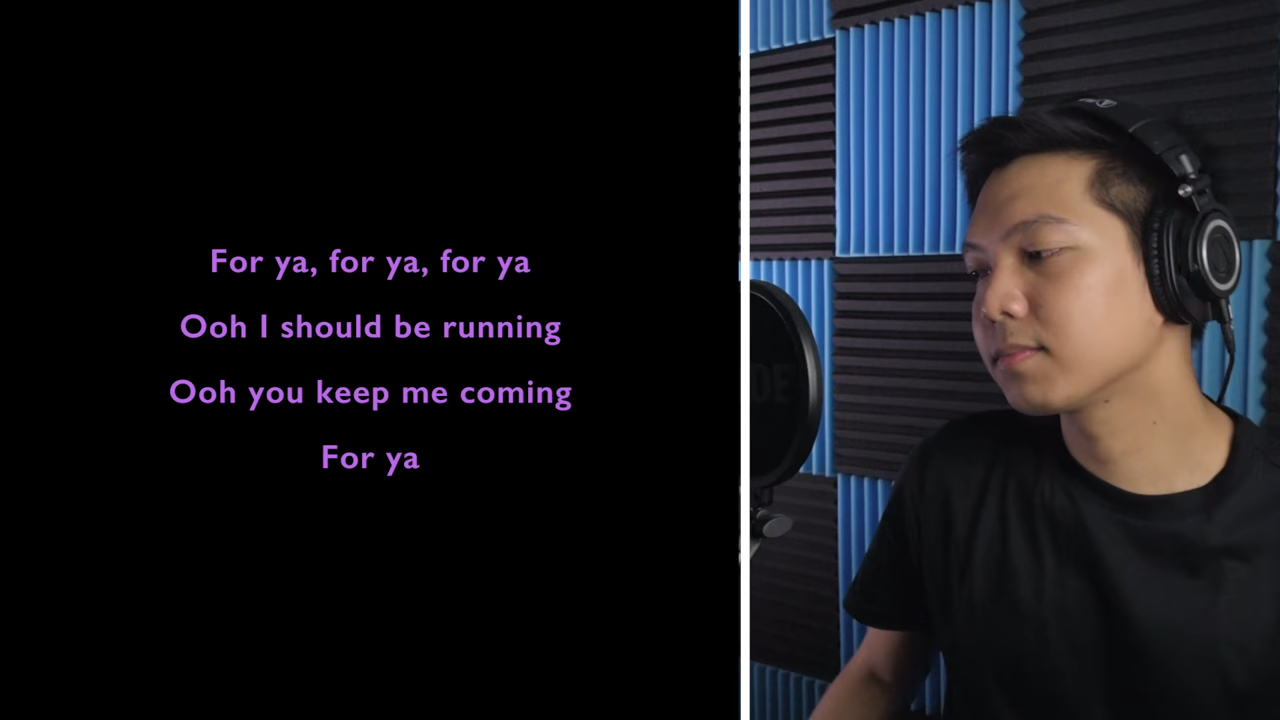 For ya, for ya, for ya
Ooh I should be running
Ooh you keep me coming
For ya